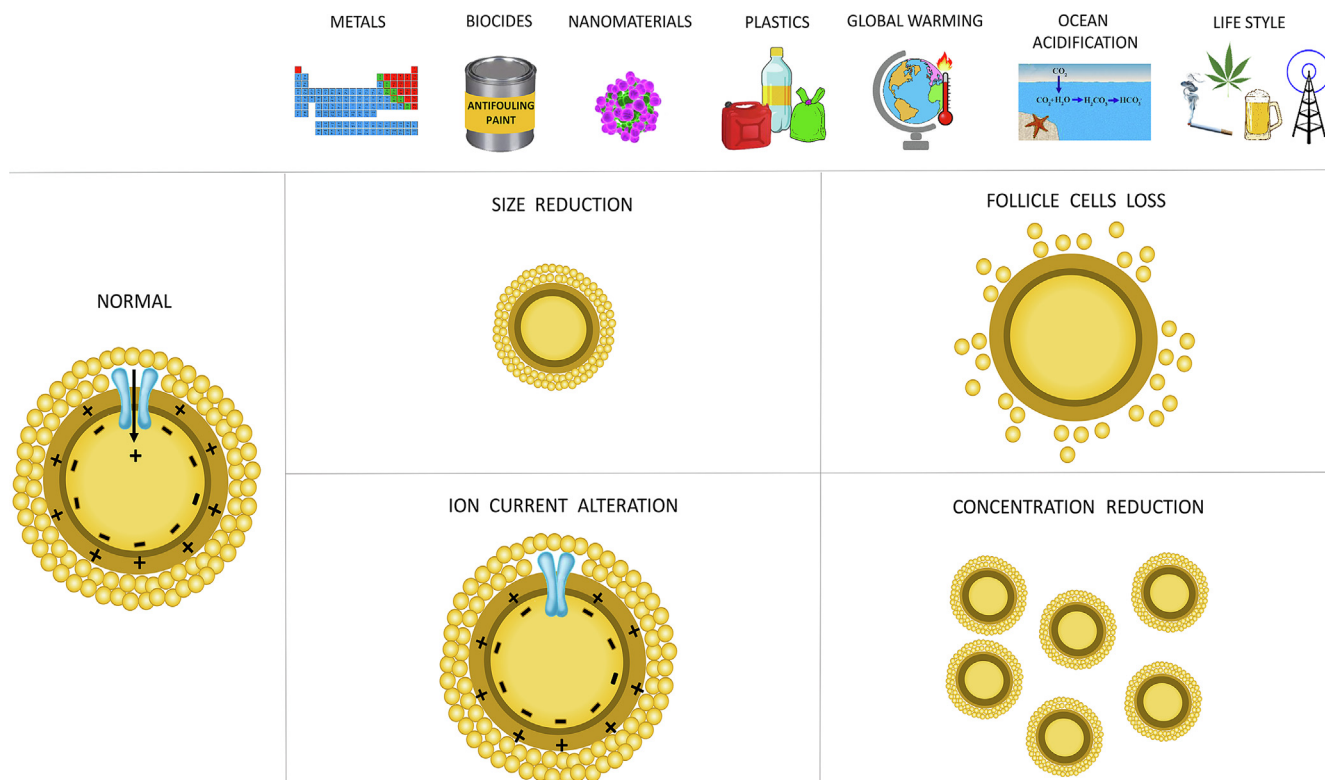 METALS
BIOCIDES
NANOMATERIALS
PLASTICS
GLOBAL WARMING
OCEAN
ACIDIFICATION
LIFE STYLE
ANTIFOULING
PAINT
CO₂
CO₂+H₂O → H₂CO₃ → HCO₃⁻
SIZE REDUCTION
FOLLICLE CELLS LOSS
NORMAL
ION CURRENT ALTERATION
CONCENTRATION REDUCTION